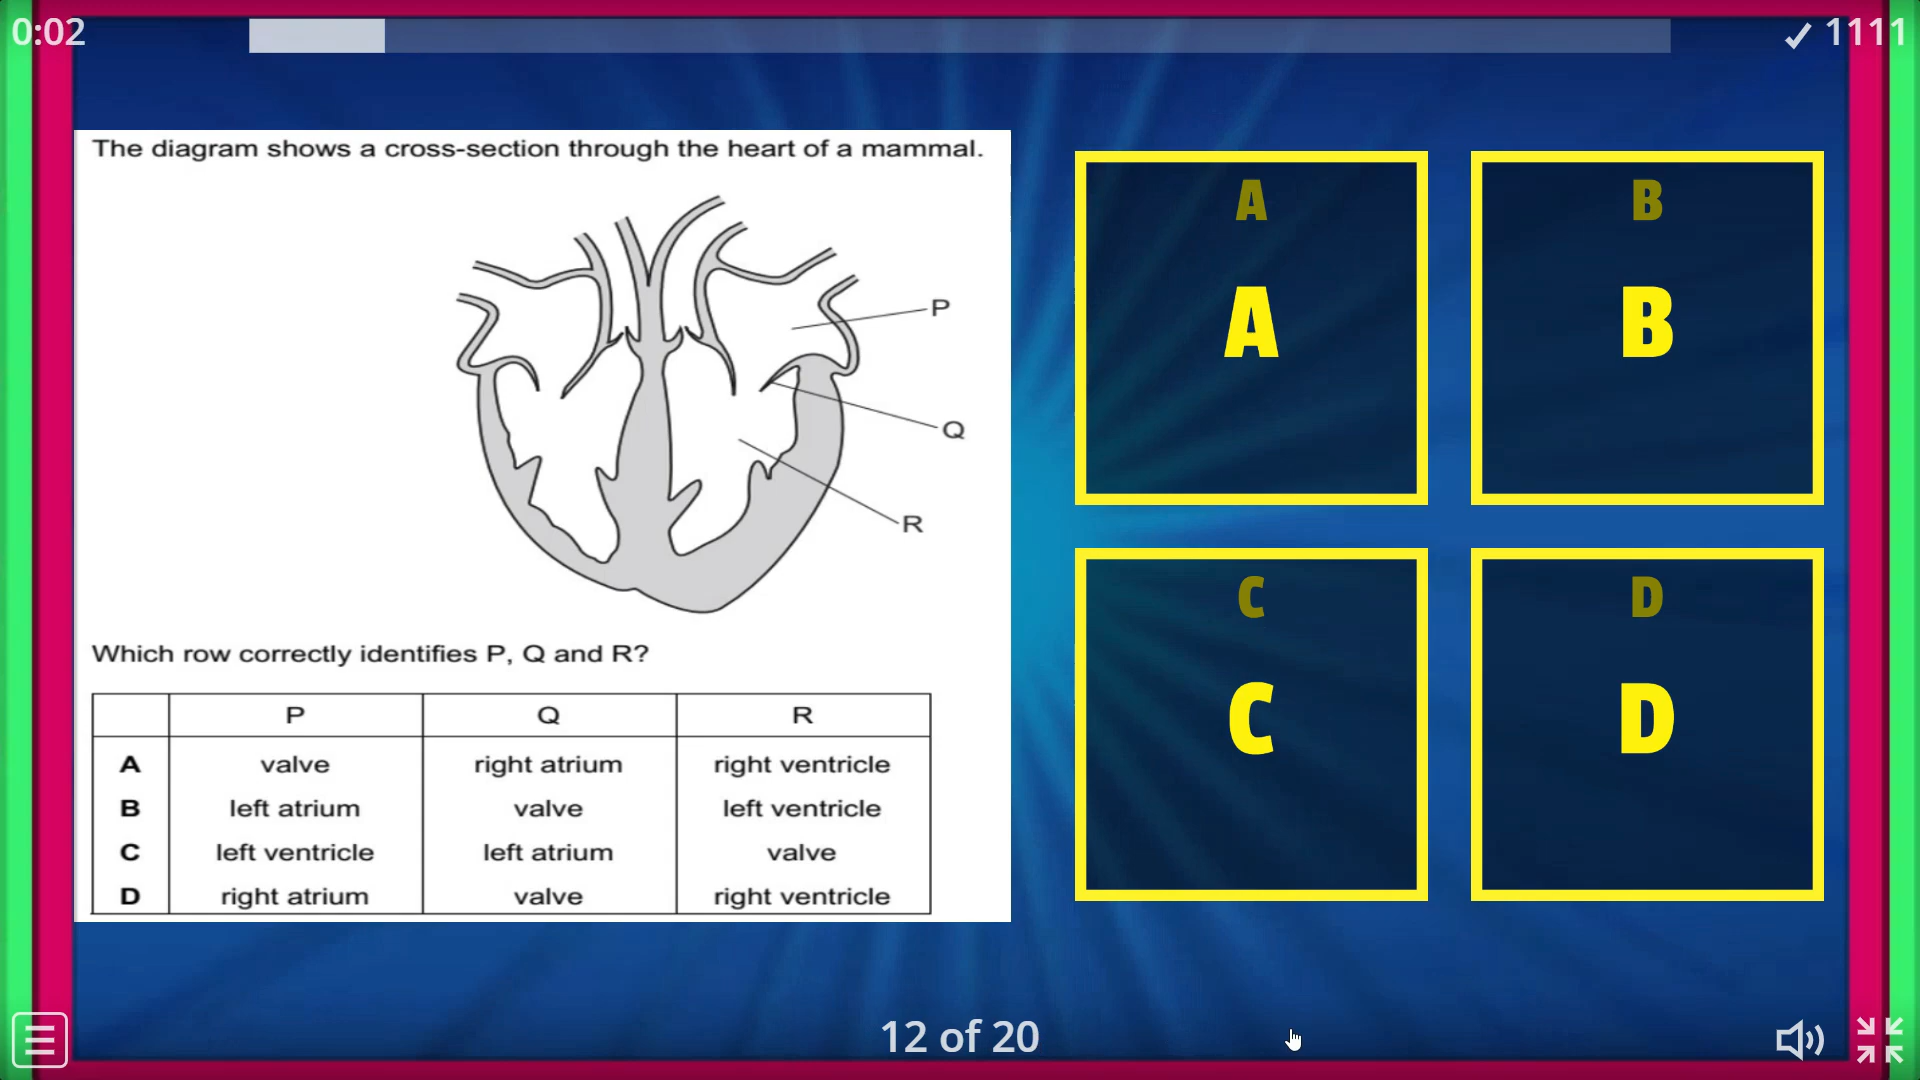 0:02
1111
The diagram shows a cross-section through the heart of a mammal.
P
Q
R
Which row correctly identifies P, Q and R?
P Q R
A valve right atrium right ventricle
B left atrium valve left ventricle
C left ventricle left atrium valve
D right atrium valve right ventricle
A
A
B
B
C
C
D
D
12 of 20